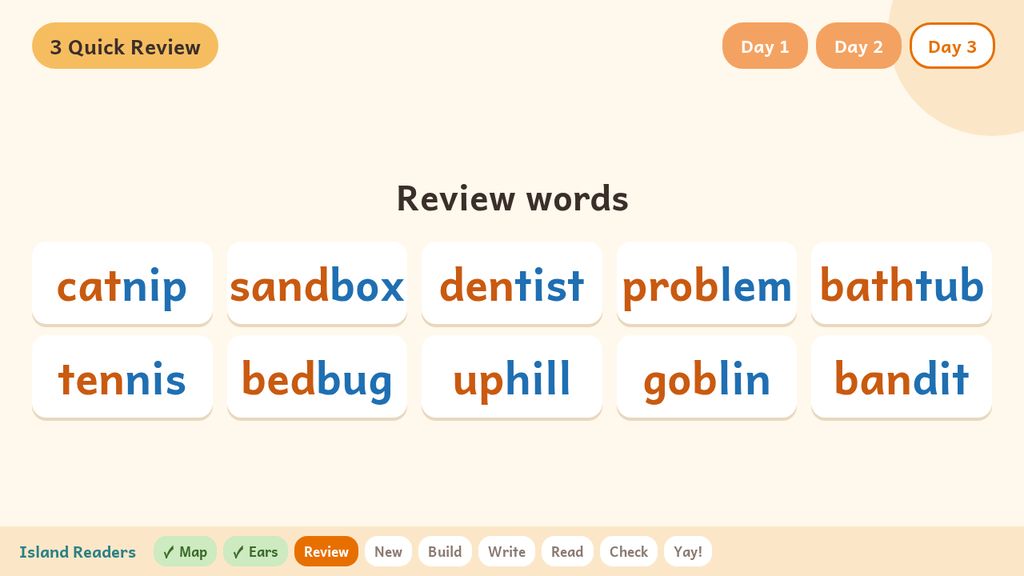 3 Quick Review
Day 1 Day 2 Day 3
Review words
catnip sandbox dentist problem bathtub
tennis bedbug uphill goblin bandit
Island Readers ✓ Map ✓ Ears Review New Build Write Read Check Yay!